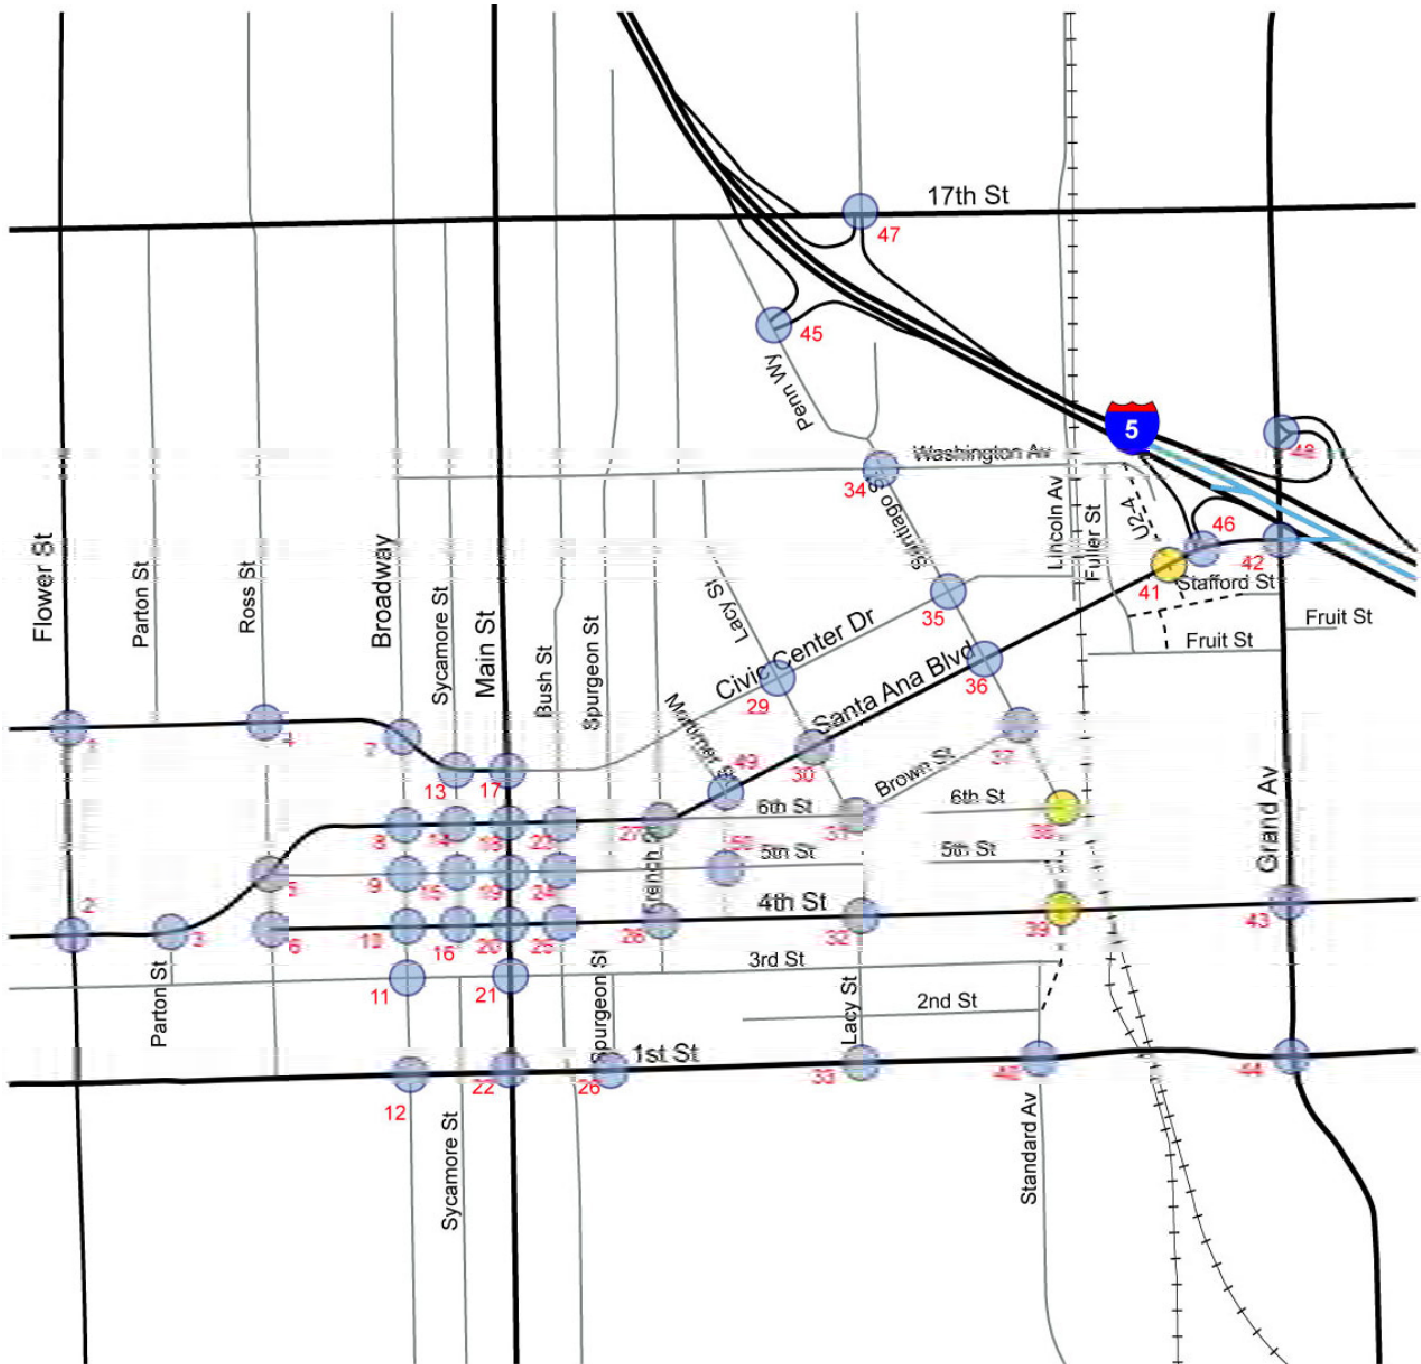 17th St
47
45
Penn Wy
5
Washington Av
48
34
Santiago St
Lincoln Av
Fuller St
U2-4
46
42
41
Stafford St
Fruit St
Fruit St
Flower St
Parton St
Ross St
Broadway
Sycamore St
Main St
Bush St
Spurgeon St
Lacy St
Civic Center Dr
35
Santa Ana Blvd
36
29
Mortimer St
49
30
37
Brown St
13
17
6th St
6th St
8
14
18
23
27
31
38
5th St
5th St
9
15
19
24
French St
Grand Av
2
3
6
10
16
20
25
28
4th St
32
39
43
3rd St
11
21
Parton St
Spurgeon St
2nd St
Lacy St
1st St
12
22
26
33
40
44
Sycamore St
Standard Av